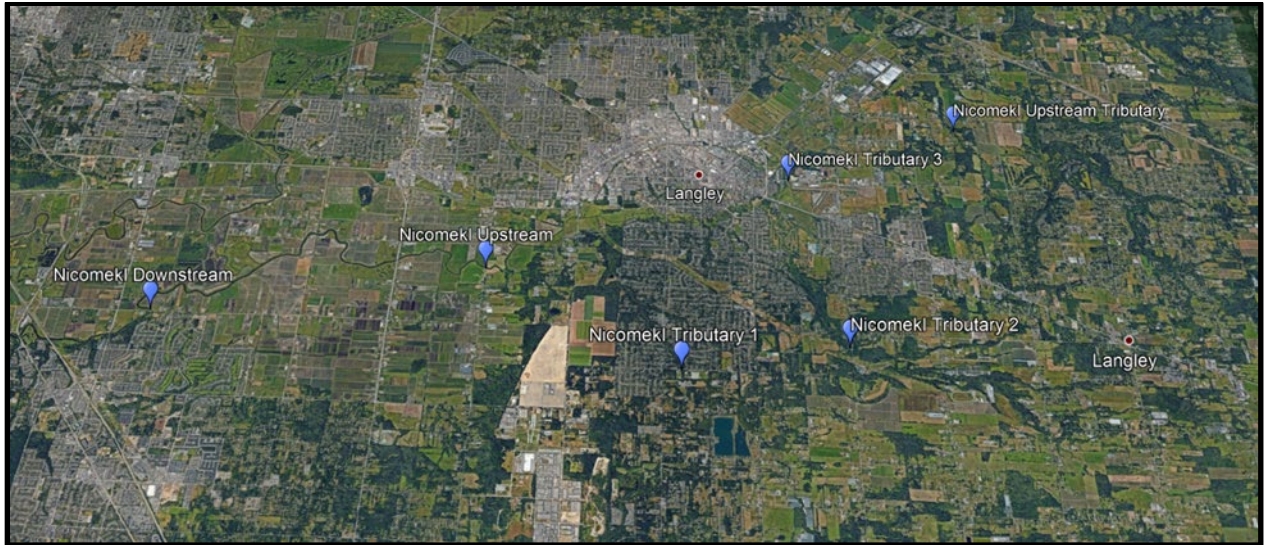 Nicomekl Upstream Tributary
Nicomekl Tributary 3
Langley
Nicomekl Upstream
Nicomekl Downstream
Nicomekl Tributary 1
Nicomekl Tributary 2
Langley